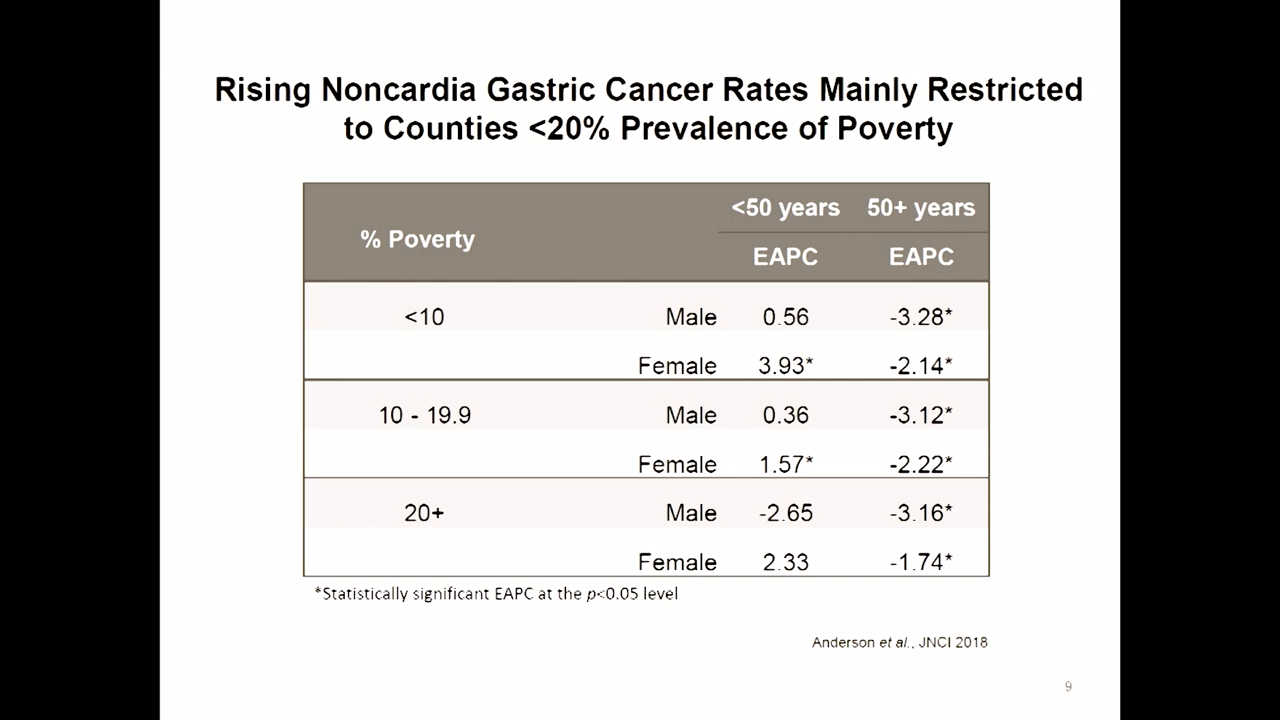 Rising Noncardia Gastric Cancer Rates Mainly Restricted
to Counties <20% Prevalence of Poverty
% Poverty <50 years 50+ years
EAPC EAPC
<10 Male 0.56 -3.28*
Female 3.93* -2.14*
10 - 19.9 Male 0.36 -3.12*
Female 1.57* -2.22*
20+ Male -2.65 -3.16*
Female 2.33 -1.74*
*Statistically significant EAPC at the p<0.05 level
Anderson et al., JNCI 2018
9